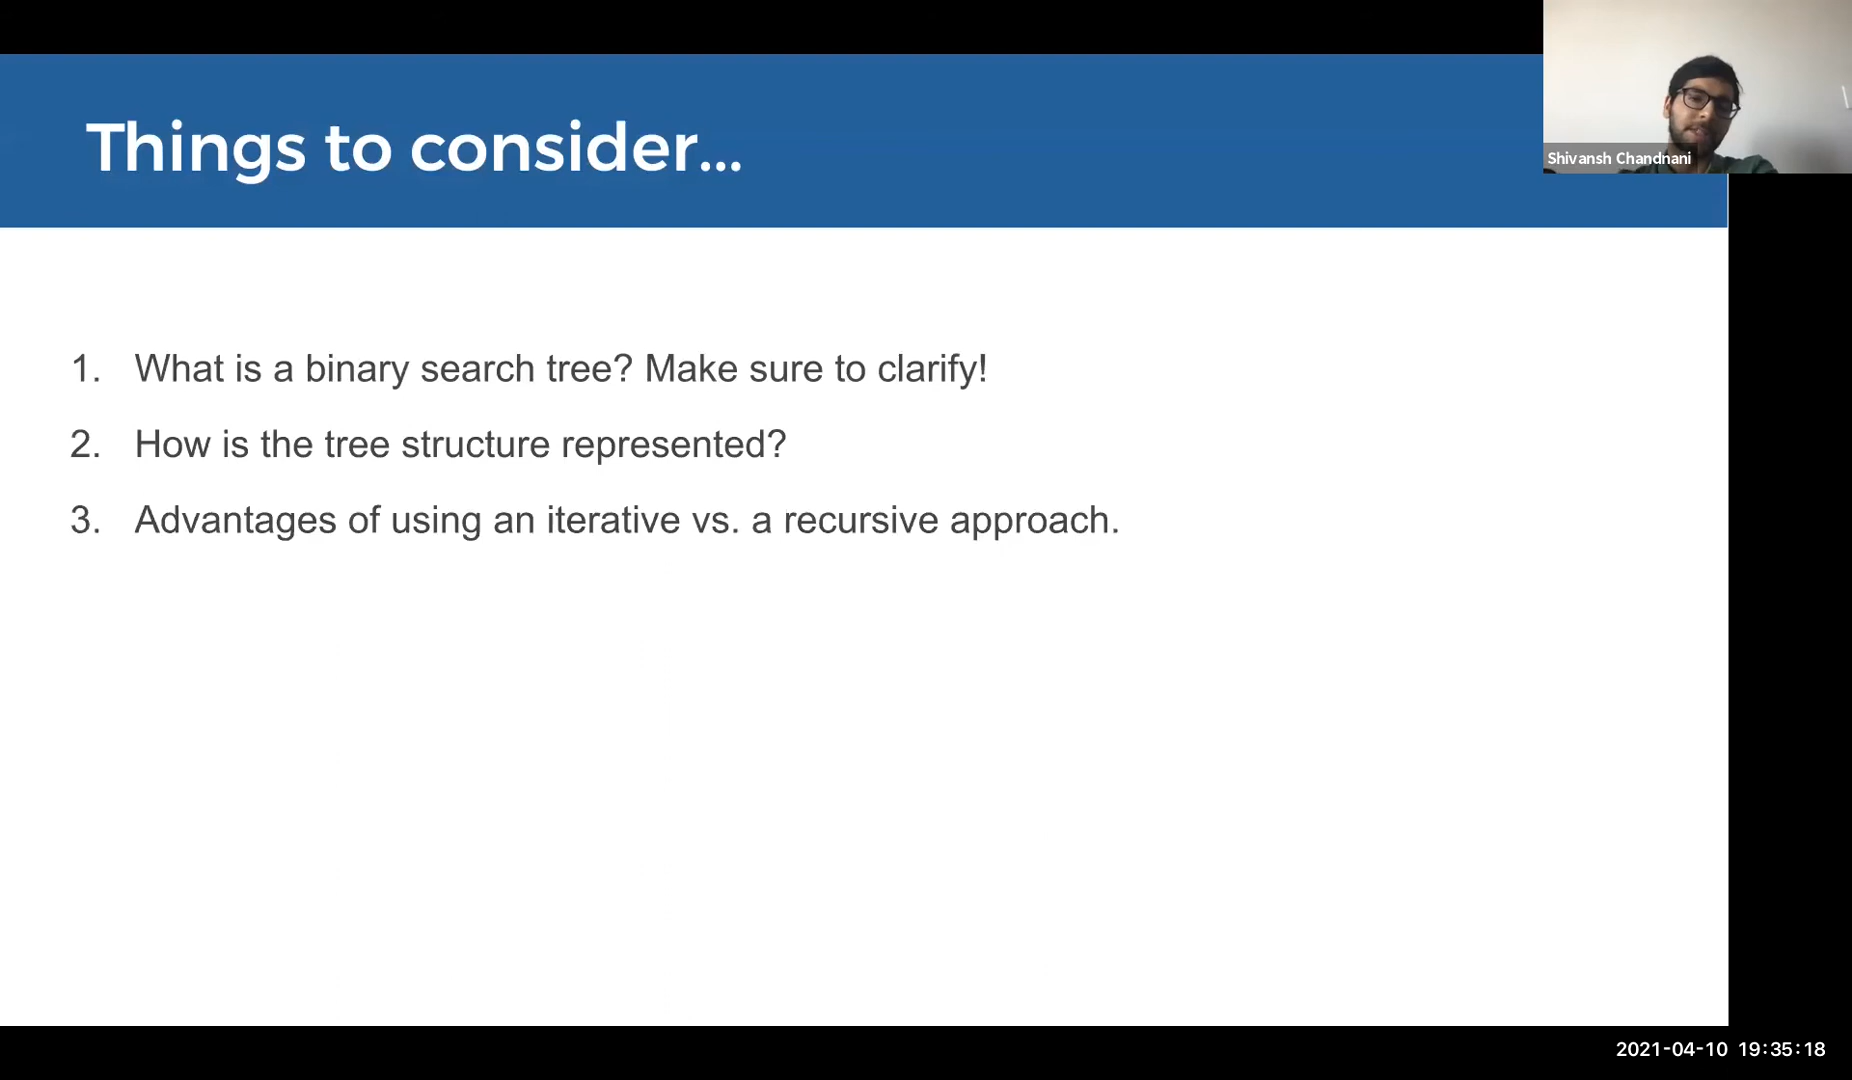 Things to consider...
Shivansh Chandnani
1. What is a binary search tree? Make sure to clarify!
2. How is the tree structure represented?
3. Advantages of using an iterative vs. a recursive approach.
2021-04-10 19:35:18